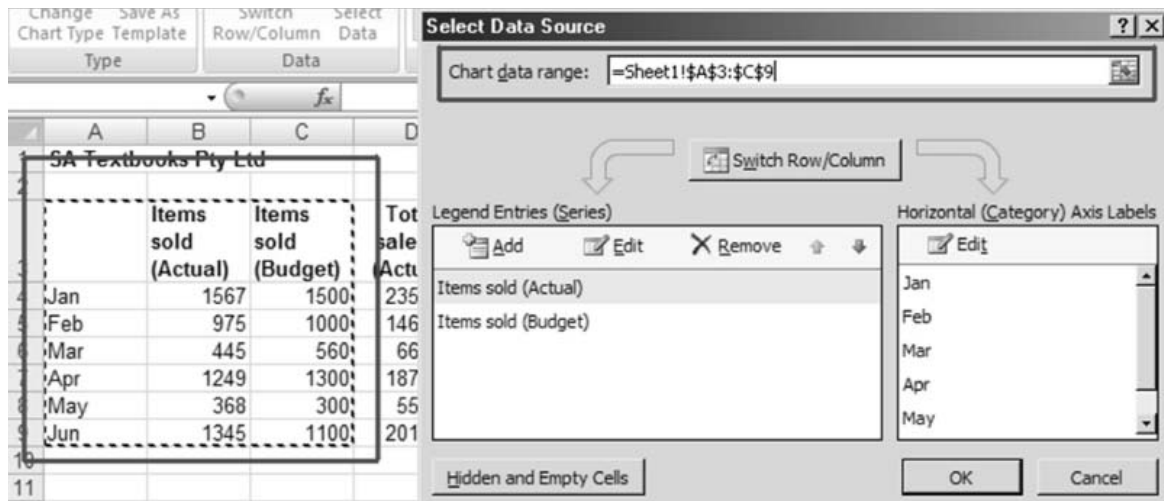 Change Save As Switch Select
Chart Type Template Row/Column Data
Type Data
fx
A B C D
1 SA Textbooks Pty Ltd
2
Items Items Tot
sold sold sale
3 (Actual) (Budget) (Actu
4 Jan 1567 1500 235
5 Feb 975 1000 146
6 Mar 445 560 66
7 Apr 1249 1300 187
8 May 368 300 55
9 Jun 1345 1100 201
10
11
Select Data Source
Chart data range: =Sheet1!$A$3:$C$9
Switch Row/Column
Legend Entries (Series)
Add Edit Remove
Items sold (Actual)
Items sold (Budget)
Horizontal (Category) Axis Labels
Edit
Jan
Feb
Mar
Apr
May
Hidden and Empty Cells
OK Cancel